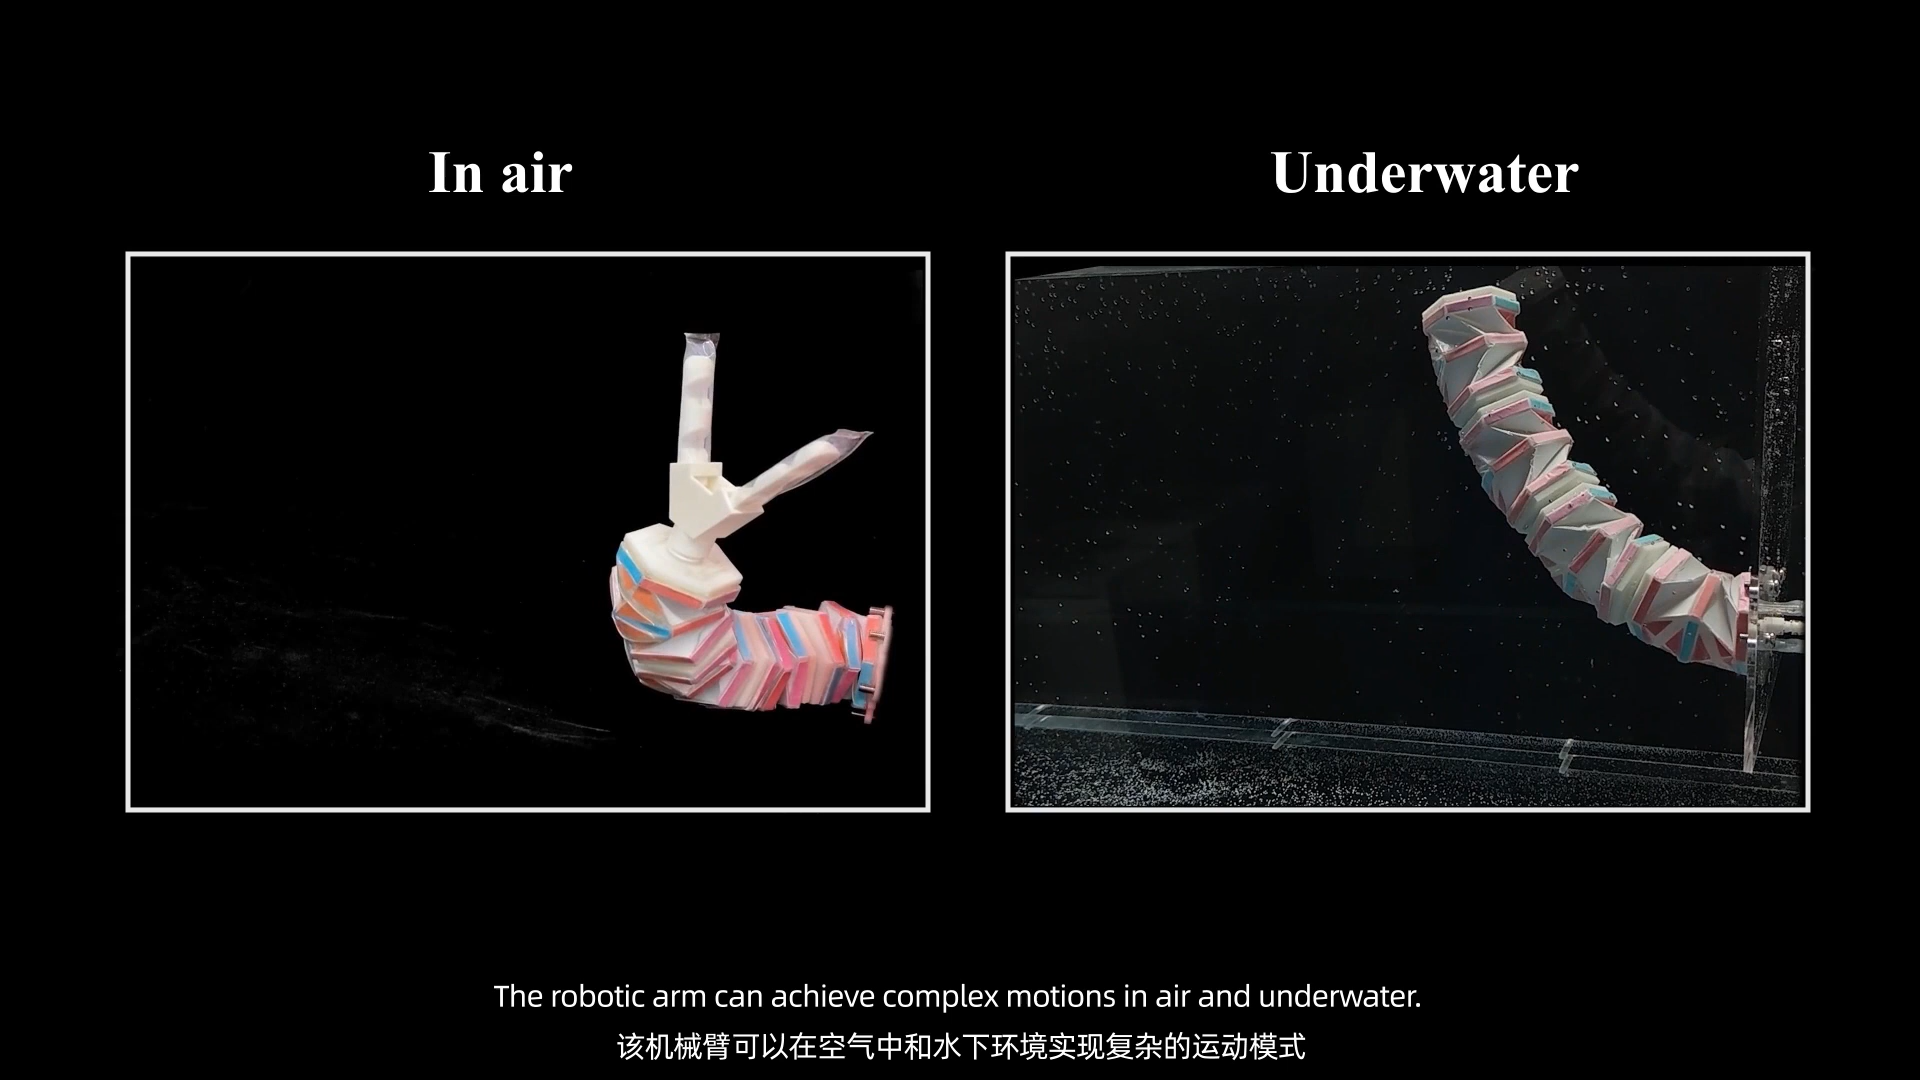 In air
Underwater
The robotic arm can achieve complex motions in air and underwater.
该机械臂可以在空气中和水下环境实现复杂的运动模式